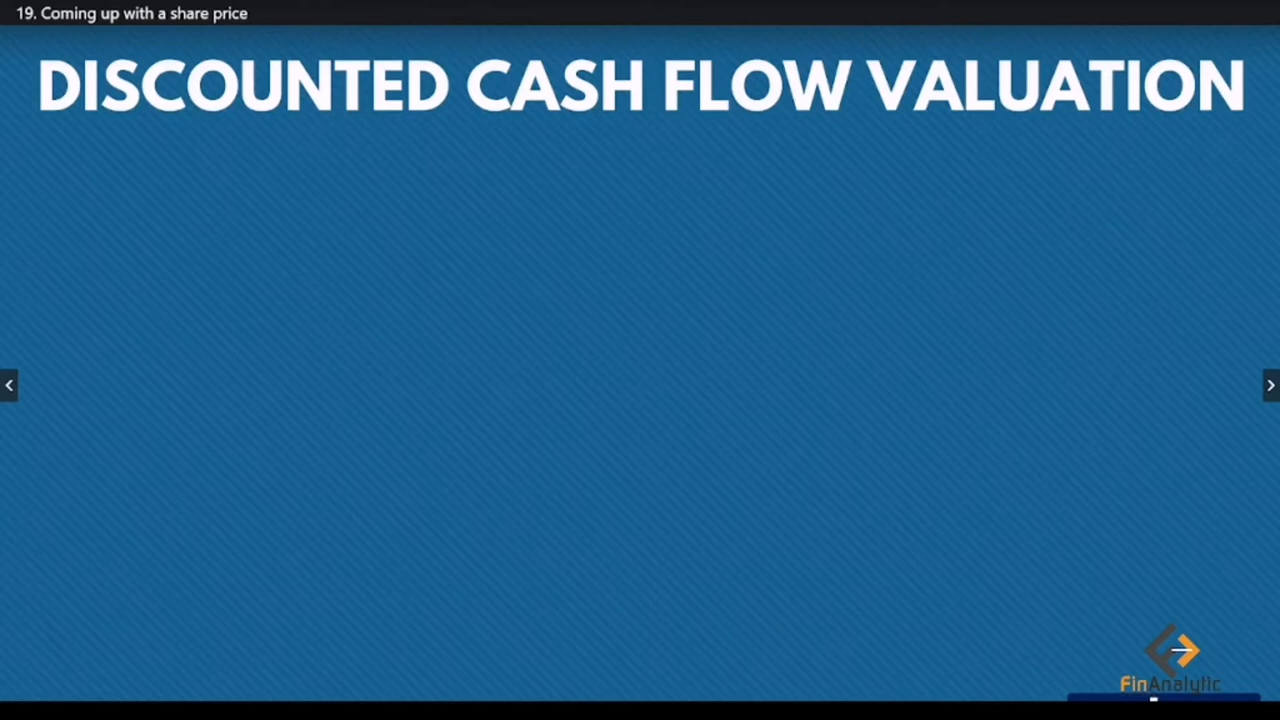 19. Coming up with a share price
DISCOUNTED CASH FLOW VALUATION
FinAnalytic